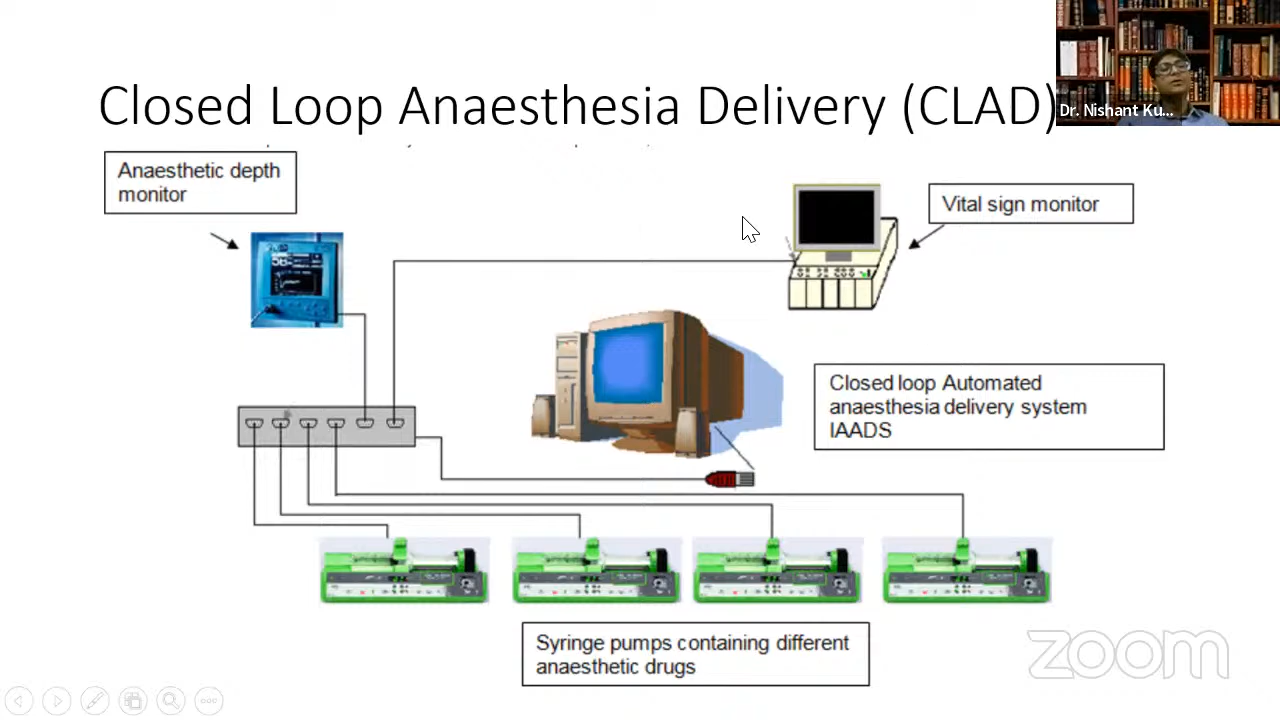 Closed Loop Anaesthesia Delivery (CLAD)
Dr. Nishant Ku...
Anaesthetic depth
monitor
Vital sign monitor
Closed loop Automated
anaesthesia delivery system
IAADS
Syringe pumps containing different
anaesthetic drugs
zoom